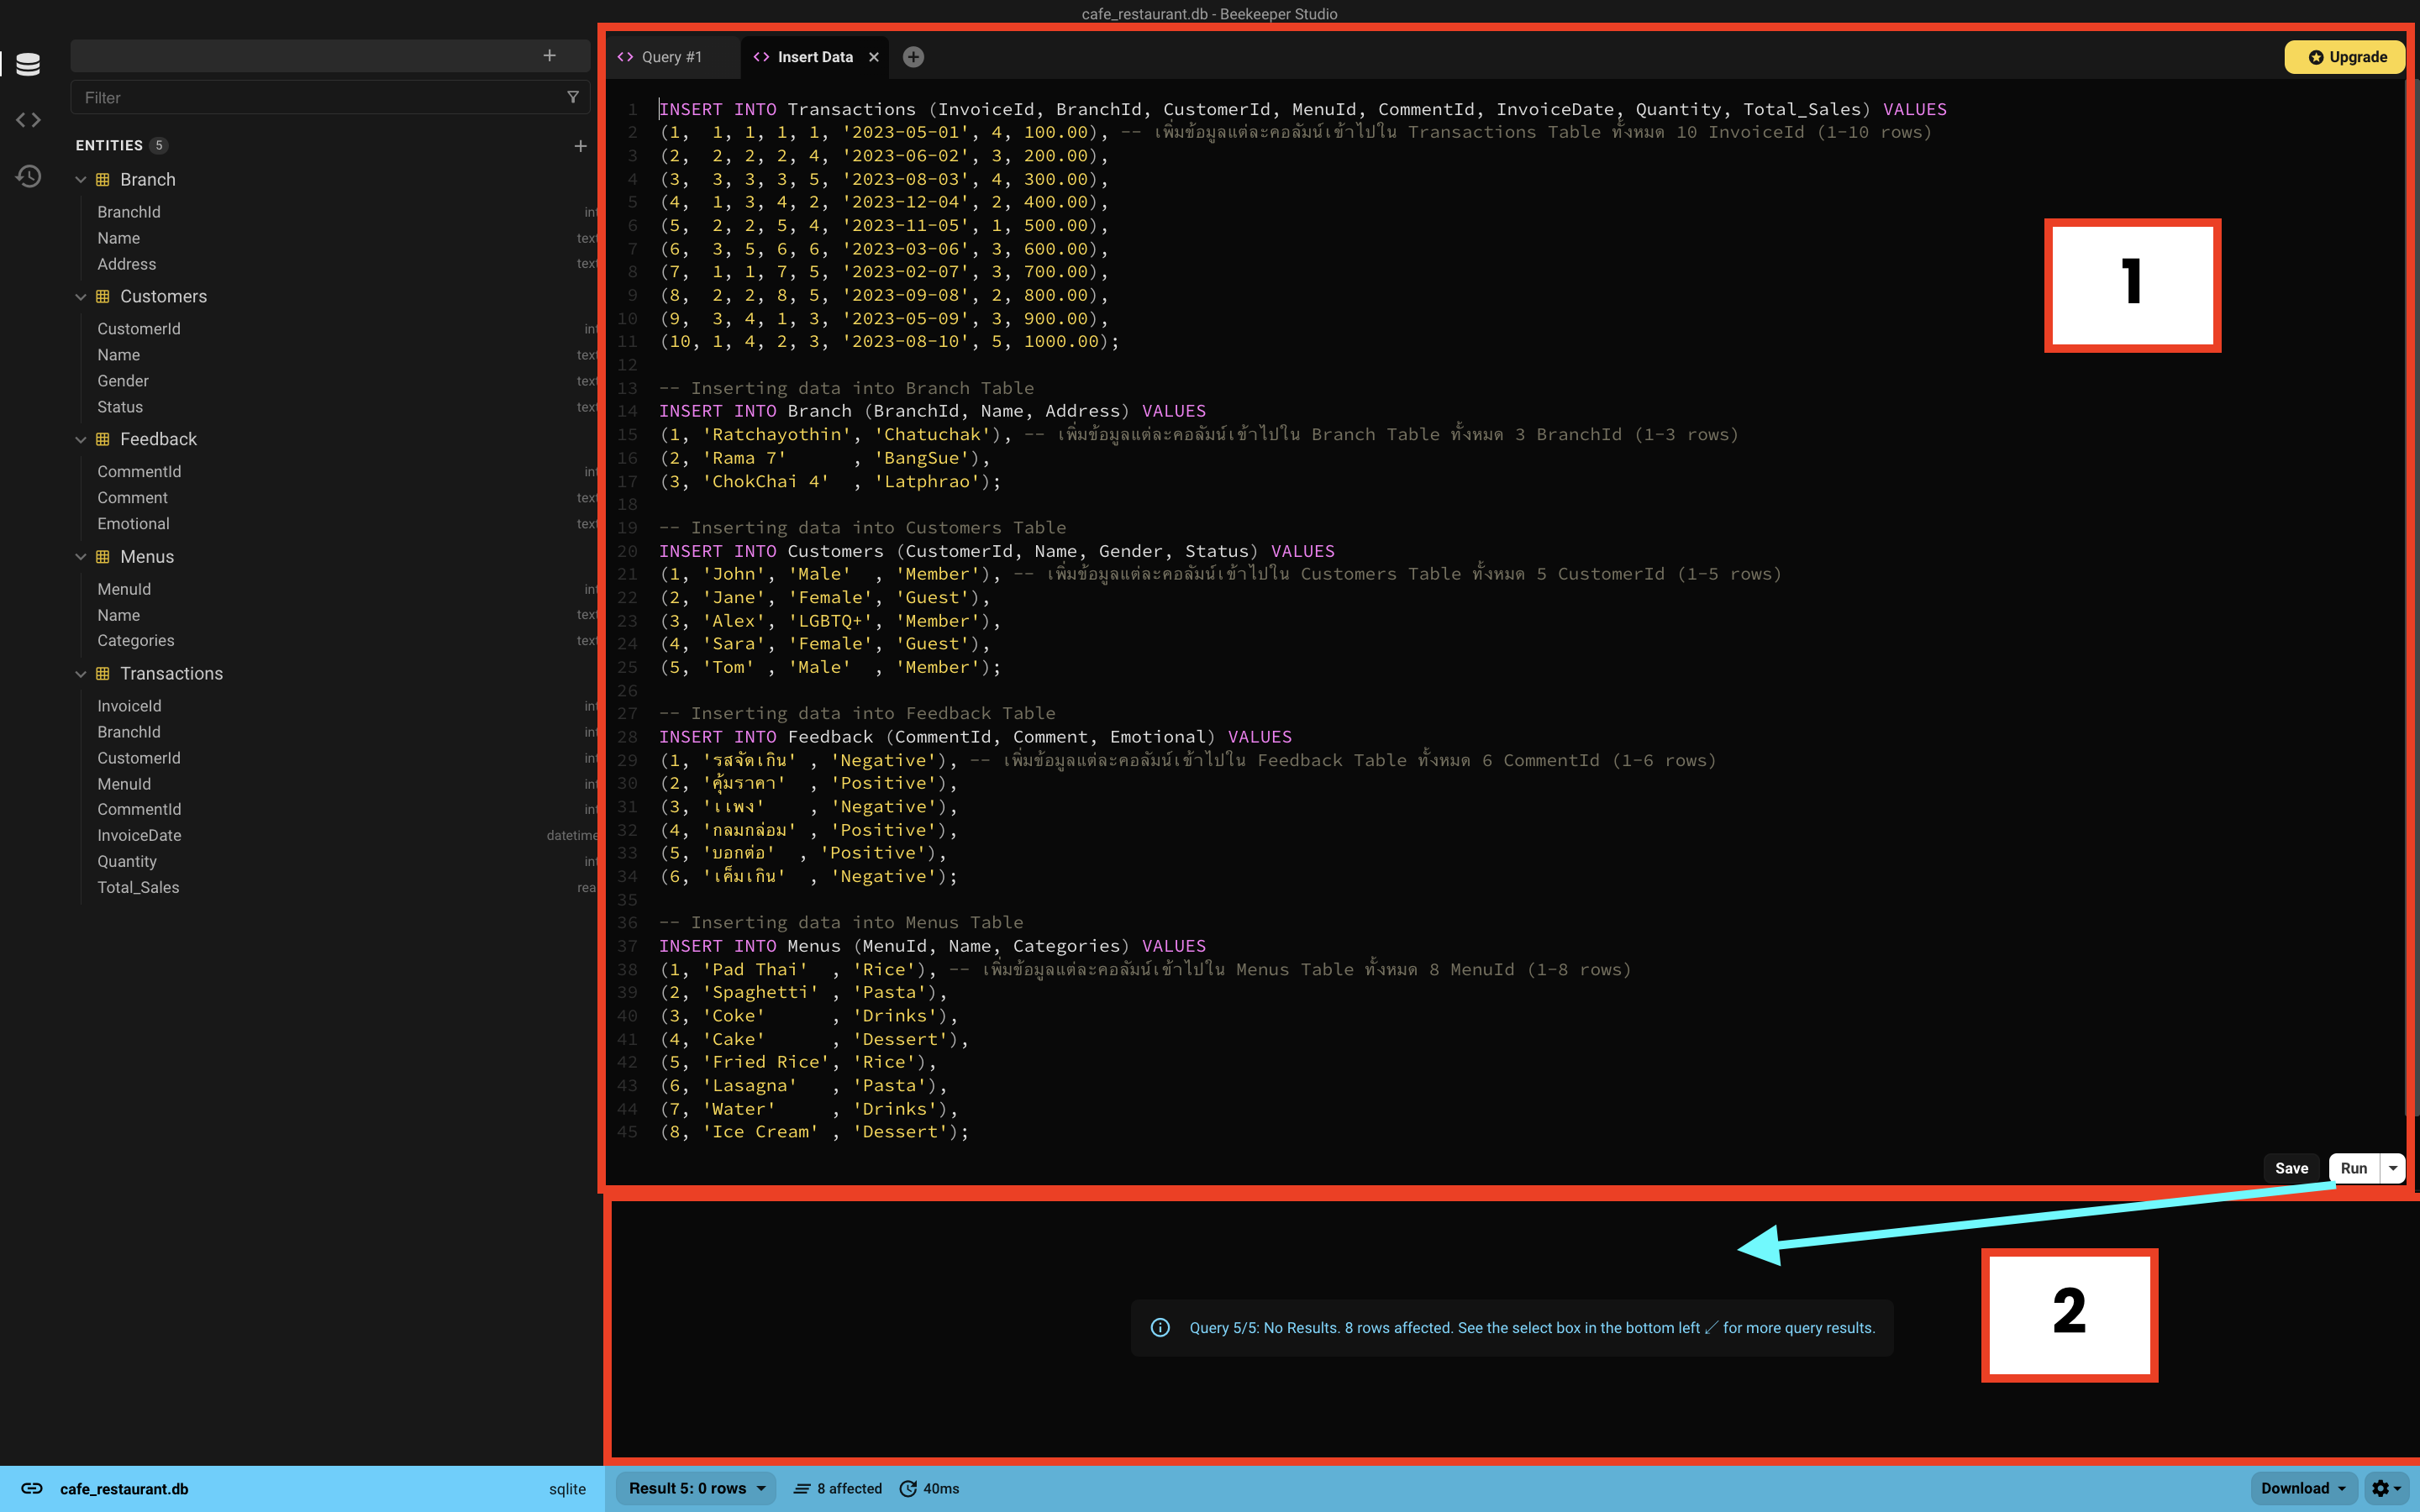 cafe_restaurant.db - Beekeeper Studio
Filter
ENTITIES 5
Branch
BranchId int
Name text
Address text
Customers
CustomerId int
Name text
Gender text
Status text
Feedback
CommentId int
Comment text
Emotional text
Menus
MenuId int
Name text
Categories text
Transactions
InvoiceId int
BranchId int
CustomerId int
MenuId int
CommentId int
InvoiceDate datetime
Quantity int
Total_Sales rea
Query #1 Insert Data Upgrade
1 INSERT INTO Transactions (InvoiceId, BranchId, CustomerId, MenuId, CommentId, InvoiceDate, Quantity, Total_Sales) VALUES
2 (1, 1, 1, 1, 1, '2023-05-01', 4, 100.00), -- เพิ่มข้อมูลแต่ละคอลัมน์เข้าไปใน Transactions Table ทั้งหมด 10 InvoiceId (1-10 rows)
3 (2, 2, 2, 2, 4, '2023-06-02', 3, 200.00),
4 (3, 3, 3, 3, 5, '2023-08-03', 4, 300.00),
5 (4, 1, 3, 4, 2, '2023-12-04', 2, 400.00),
6 (5, 2, 2, 5, 4, '2023-11-05', 1, 500.00),
7 (6, 3, 5, 6, 6, '2023-03-06', 3, 600.00),
8 (7, 1, 1, 7, 5, '2023-02-07', 3, 700.00),
9 (8, 2, 2, 8, 5, '2023-09-08', 2, 800.00),
10 (9, 3, 4, 1, 3, '2023-05-09', 3, 900.00),
11 (10, 1, 4, 2, 3, '2023-08-10', 5, 1000.00);
12
13 -- Inserting data into Branch Table
14 INSERT INTO Branch (BranchId, Name, Address) VALUES
15 (1, 'Ratchayothin', 'Chatuchak'), -- เพิ่มข้อมูลแต่ละคอลัมน์เข้าไปใน Branch Table ทั้งหมด 3 BranchId (1-3 rows)
16 (2, 'Rama 7' , 'BangSue'),
17 (3, 'ChokChai 4' , 'Latphrao');
18
19 -- Inserting data into Customers Table
20 INSERT INTO Customers (CustomerId, Name, Gender, Status) VALUES
21 (1, 'John', 'Male' , 'Member'), -- เพิ่มข้อมูลแต่ละคอลัมน์เข้าไปใน Customers Table ทั้งหมด 5 CustomerId (1-5 rows)
22 (2, 'Jane', 'Female', 'Guest'),
23 (3, 'Alex', 'LGBTQ+', 'Member'),
24 (4, 'Sara', 'Female', 'Guest'),
25 (5, 'Tom' , 'Male' , 'Member');
26
27 -- Inserting data into Feedback Table
28 INSERT INTO Feedback (CommentId, Comment, Emotional) VALUES
29 (1, 'รสจัดเกิน' , 'Negative'), -- เพิ่มข้อมูลแต่ละคอลัมน์เข้าไปใน Feedback Table ทั้งหมด 6 CommentId (1-6 rows)
30 (2, 'คุ้มราคา' , 'Positive'),
31 (3, 'เเพง' , 'Negative'),
32 (4, 'กลมกล่อม' , 'Positive'),
33 (5, 'บอกต่อ' , 'Positive'),
34 (6, 'เค็มเกิน' , 'Negative');
35
36 -- Inserting data into Menus Table
37 INSERT INTO Menus (MenuId, Name, Categories) VALUES
38 (1, 'Pad Thai' , 'Rice'), -- เพิ่มข้อมูลแต่ละคอลัมน์เข้าไปใน Menus Table ทั้งหมด 8 MenuId (1-8 rows)
39 (2, 'Spaghetti' , 'Pasta'),
40 (3, 'Coke' , 'Drinks'),
41 (4, 'Cake' , 'Dessert'),
42 (5, 'Fried Rice', 'Rice'),
43 (6, 'Lasagna' , 'Pasta'),
44 (7, 'Water' , 'Drinks'),
45 (8, 'Ice Cream' , 'Dessert');
1
Save Run
2
Query 5/5: No Results. 8 rows affected. See the select box in the bottom left ↙ for more query results.
cafe_restaurant.db sqlite Result 5: 0 rows 8 affected 40ms Download